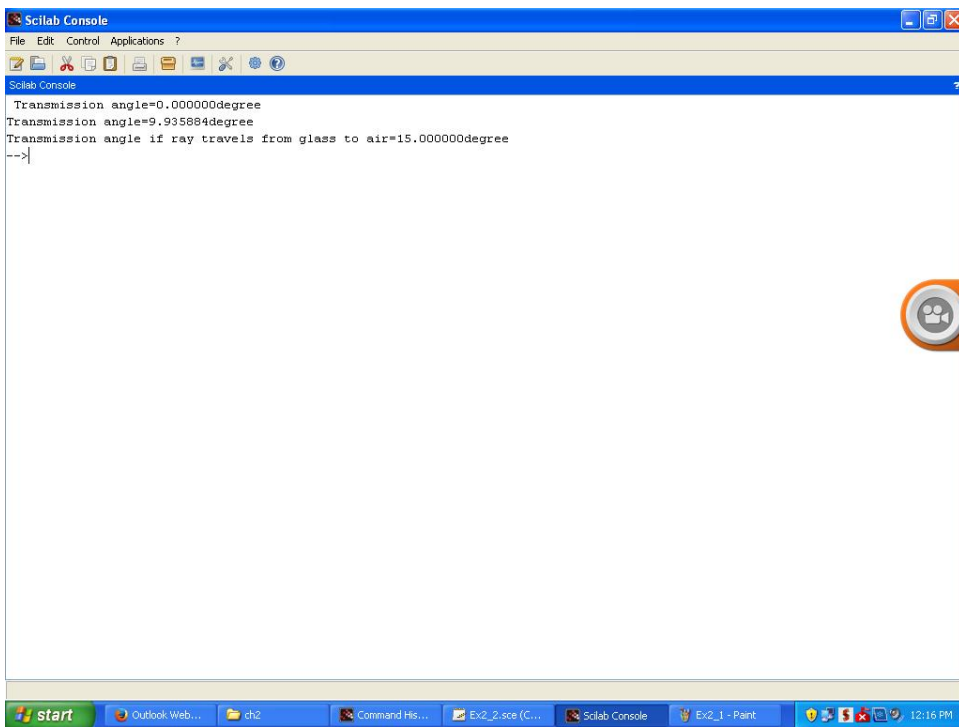 Scilab Console
File Edit Control Applications ?
Scilab Console ?
Transmission angle=0.000000degree
Transmission angle=9.935884degree
Transmission angle if ray travels from glass to air=15.000000degree
-->
start Outlook Web... ch2 Command His... Ex2_2.sce (C... Scilab Console Ex2_1 - Paint 12:16 PM